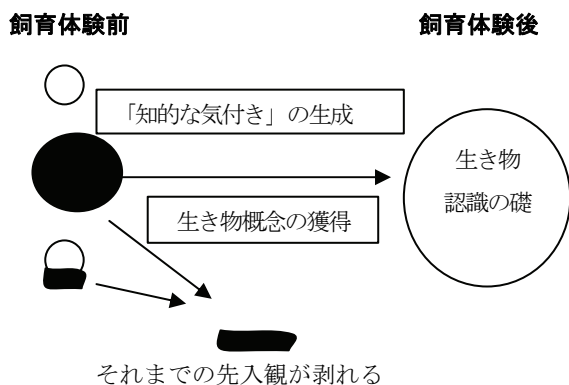 飼育体験前
飼育体験後
「知的な気付き」の生成
生き物
認識の礎
生き物概念の獲得
それまでの先入観が剥れる